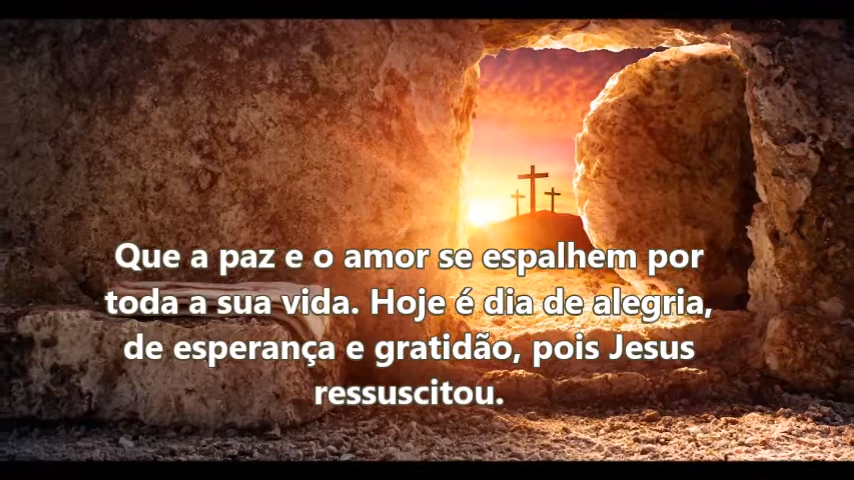 Que a paz e o amor se espalhem por
toda a sua vida. Hoje é dia de alegria,
de esperança e gratidão, pois Jesus
ressuscitou.